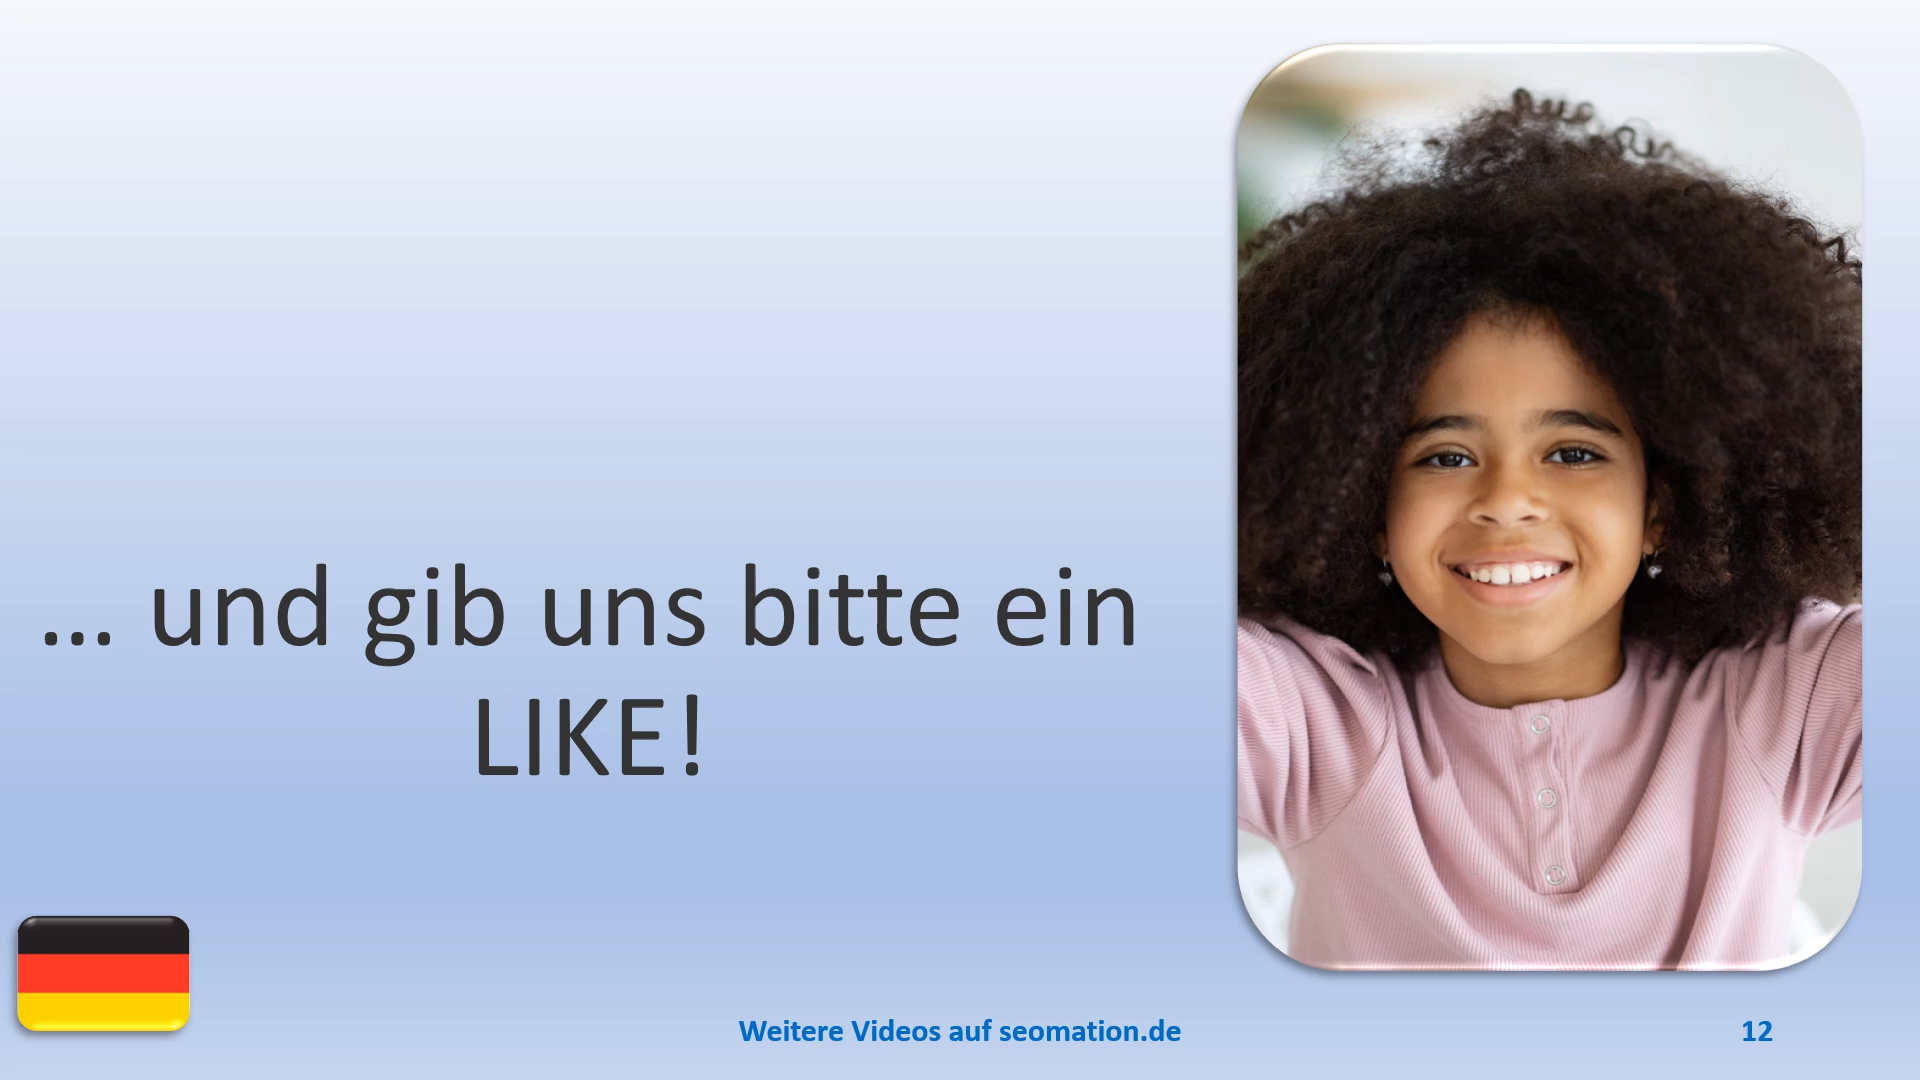 ... und gib uns bitte ein
LIKE!
Weitere Videos auf seomation.de
12